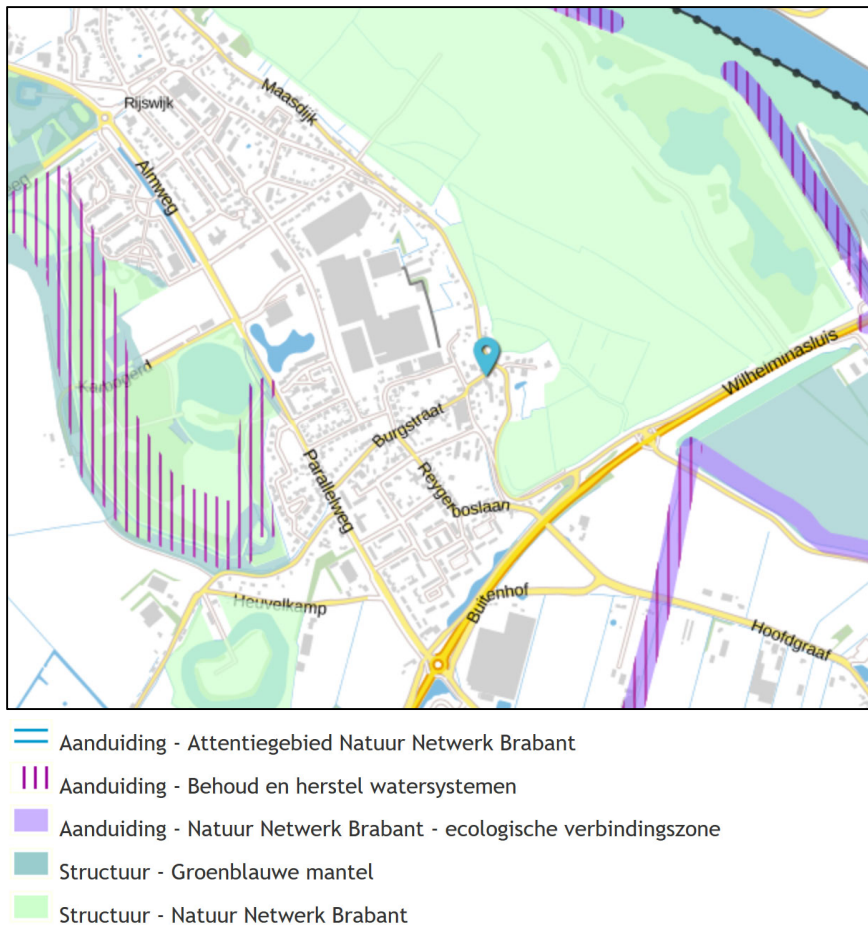 Rijswijk
Maasdijk
Almweg
Wilhelminasluis
Burgstraat
Parallelweg
Reyger
boslaan
Buitenhof
Heuvelkamp
Hoofdgraaf
Aanduiding - Attentiegebied Natuur Netwerk Brabant
Aanduiding - Behoud en herstel watersystemen
Aanduiding - Natuur Netwerk Brabant - ecologische verbindingszone
Structuur - Groenblauwe mantel
Structuur - Natuur Netwerk Brabant